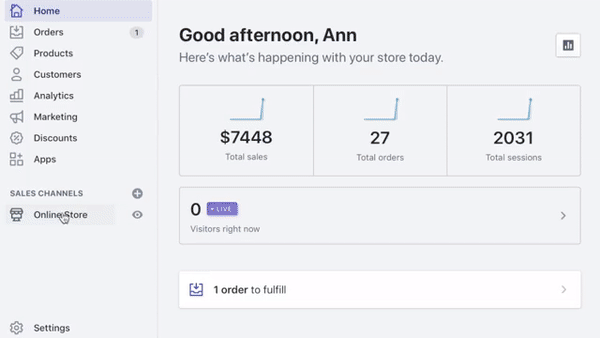 Home
Orders 1
Products
Customers
Analytics
Marketing
Discounts
Apps
SALES CHANNELS
Online Store
Settings
Good afternoon, Ann
Here's what's happening with your store today.
$7448
Total sales
27
Total orders
2031
Total sessions
0 • LIVE
Visitors right now
1 order to fulfill